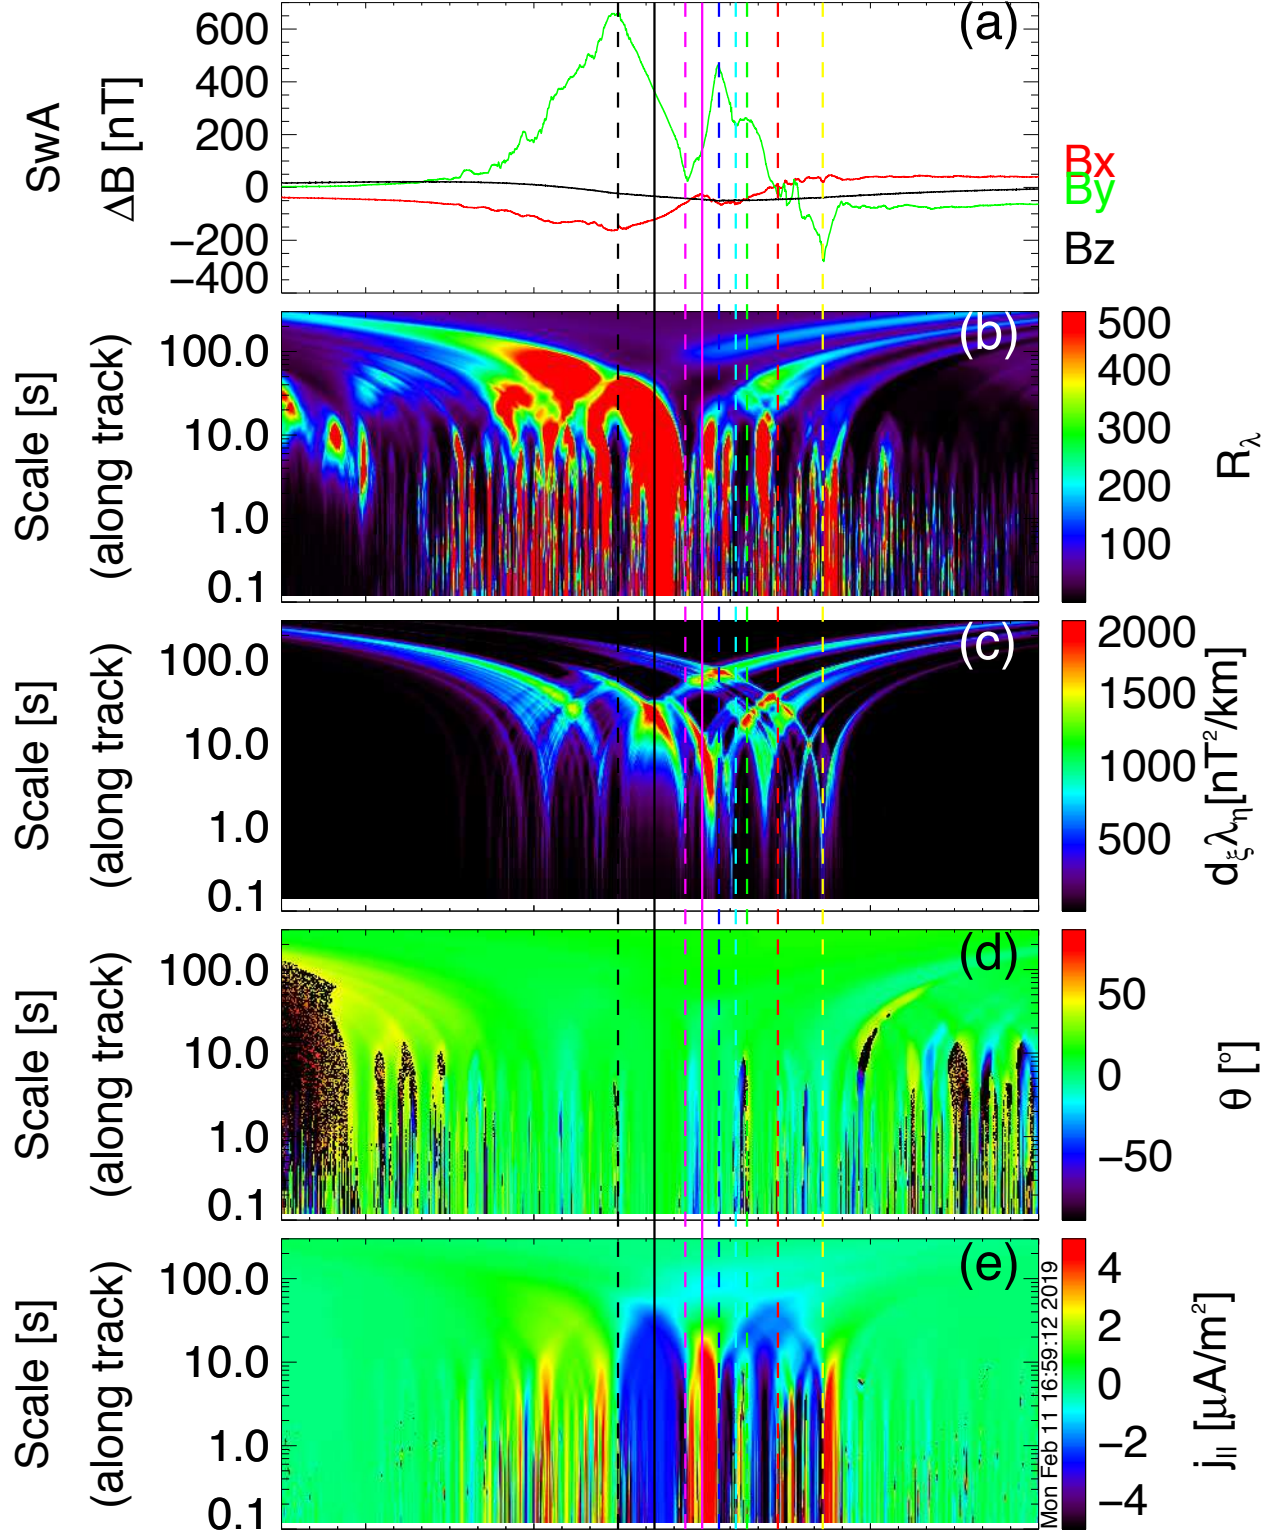 SwA
ΔB [nT]
600
400
200
0
−200
−400
(a)
Bx
By
Bz
Scale [s]
(along track)
100.0
10.0
1.0
0.1
(b)
500
400
300
200
100
Rλ
Scale [s]
(along track)
100.0
10.0
1.0
0.1
(c)
2000
1500
1000
500
dξλη[nT²/km]
Scale [s]
(along track)
100.0
10.0
1.0
0.1
(d)
50
0
−50
θ [º]
Scale [s]
(along track)
100.0
10.0
1.0
0.1
(e)
Mon Feb 11 16:59:12 2019
4
2
0
−2
−4
j|| [μA/m²]